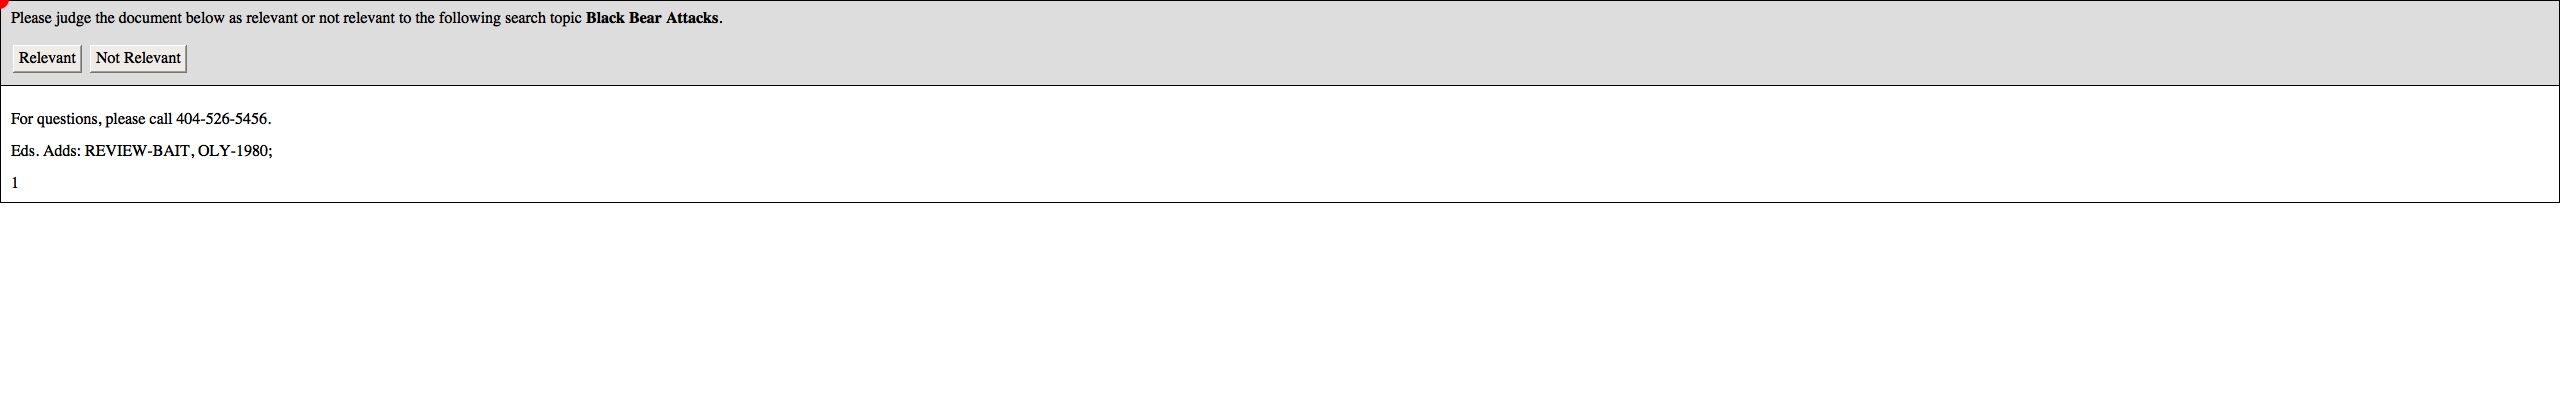 Please judge the document below as relevant or not relevant to the following search topic Black Bear Attacks.
Relevant Not Relevant
For questions, please call 404-526-5456.
Eds. Adds: REVIEW-BAIT, OLY-1980;
1